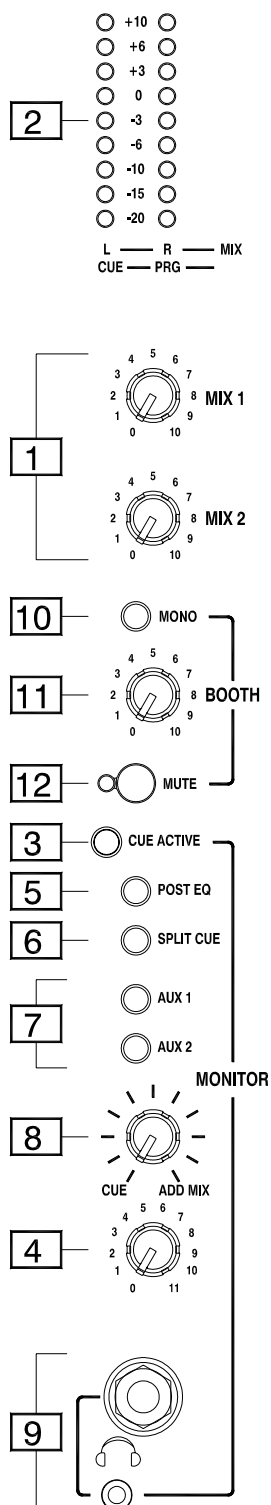 +10
+6
+3
0
2 -3
-6
-10
-15
-20
L R MIX
CUE PRG
5
4 6
3 7
2 8 MIX 1
1 9
0 10
1
5
4 6
3 7
2 8 MIX 2
1 9
0 10
10 MONO
5
4 6
3 7
11 2 8 BOOTH
1 9
0 10
12 MUTE
3 CUE ACTIVE
5 POST EQ
6 SPLIT CUE
AUX 1
7
AUX 2
MONITOR
8
CUE ADD MIX
5 6
4 7
3 8
4 2 9
1 10
0 11
9